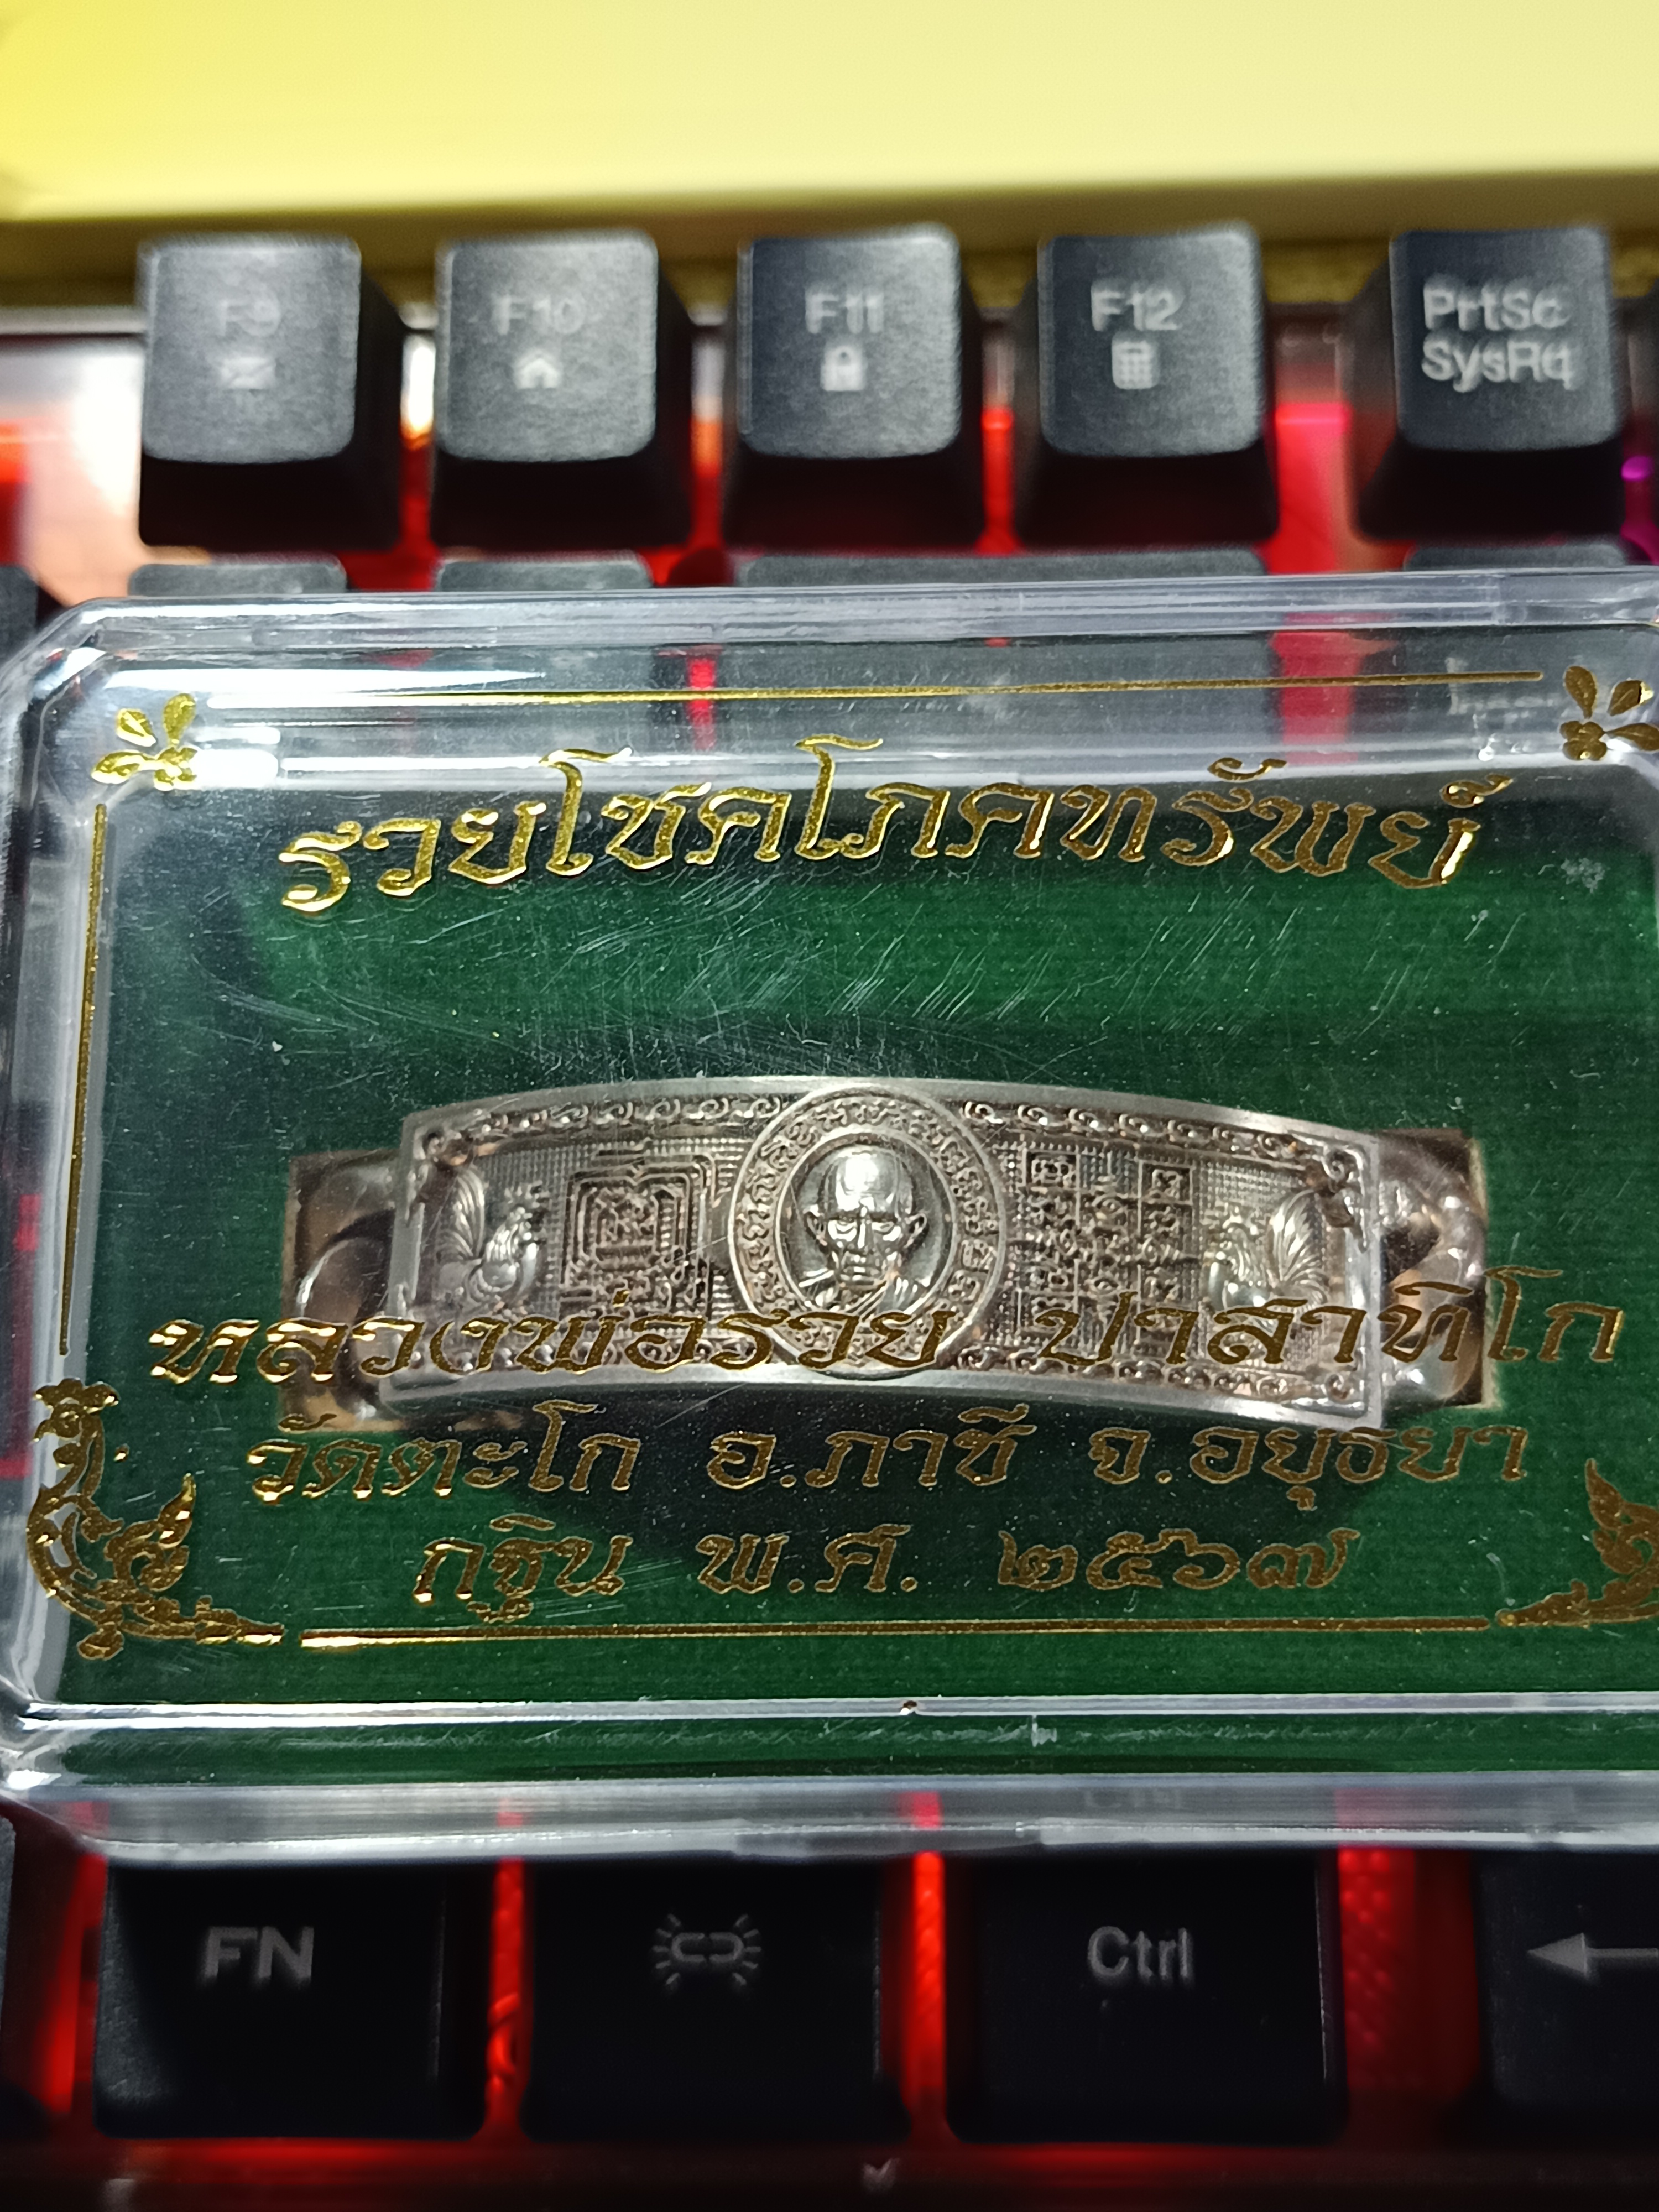 F9 F10 F11 F12 PrtSc
SysRq
รวยโชคโภคทรัพย์
หลวงพ่อรวย ปาสาทิโก
วัดตะโก อ.ภาชี จ.อยุธยา
กฐิน พ.ศ. ๒๕๖๗
FN Ctrl